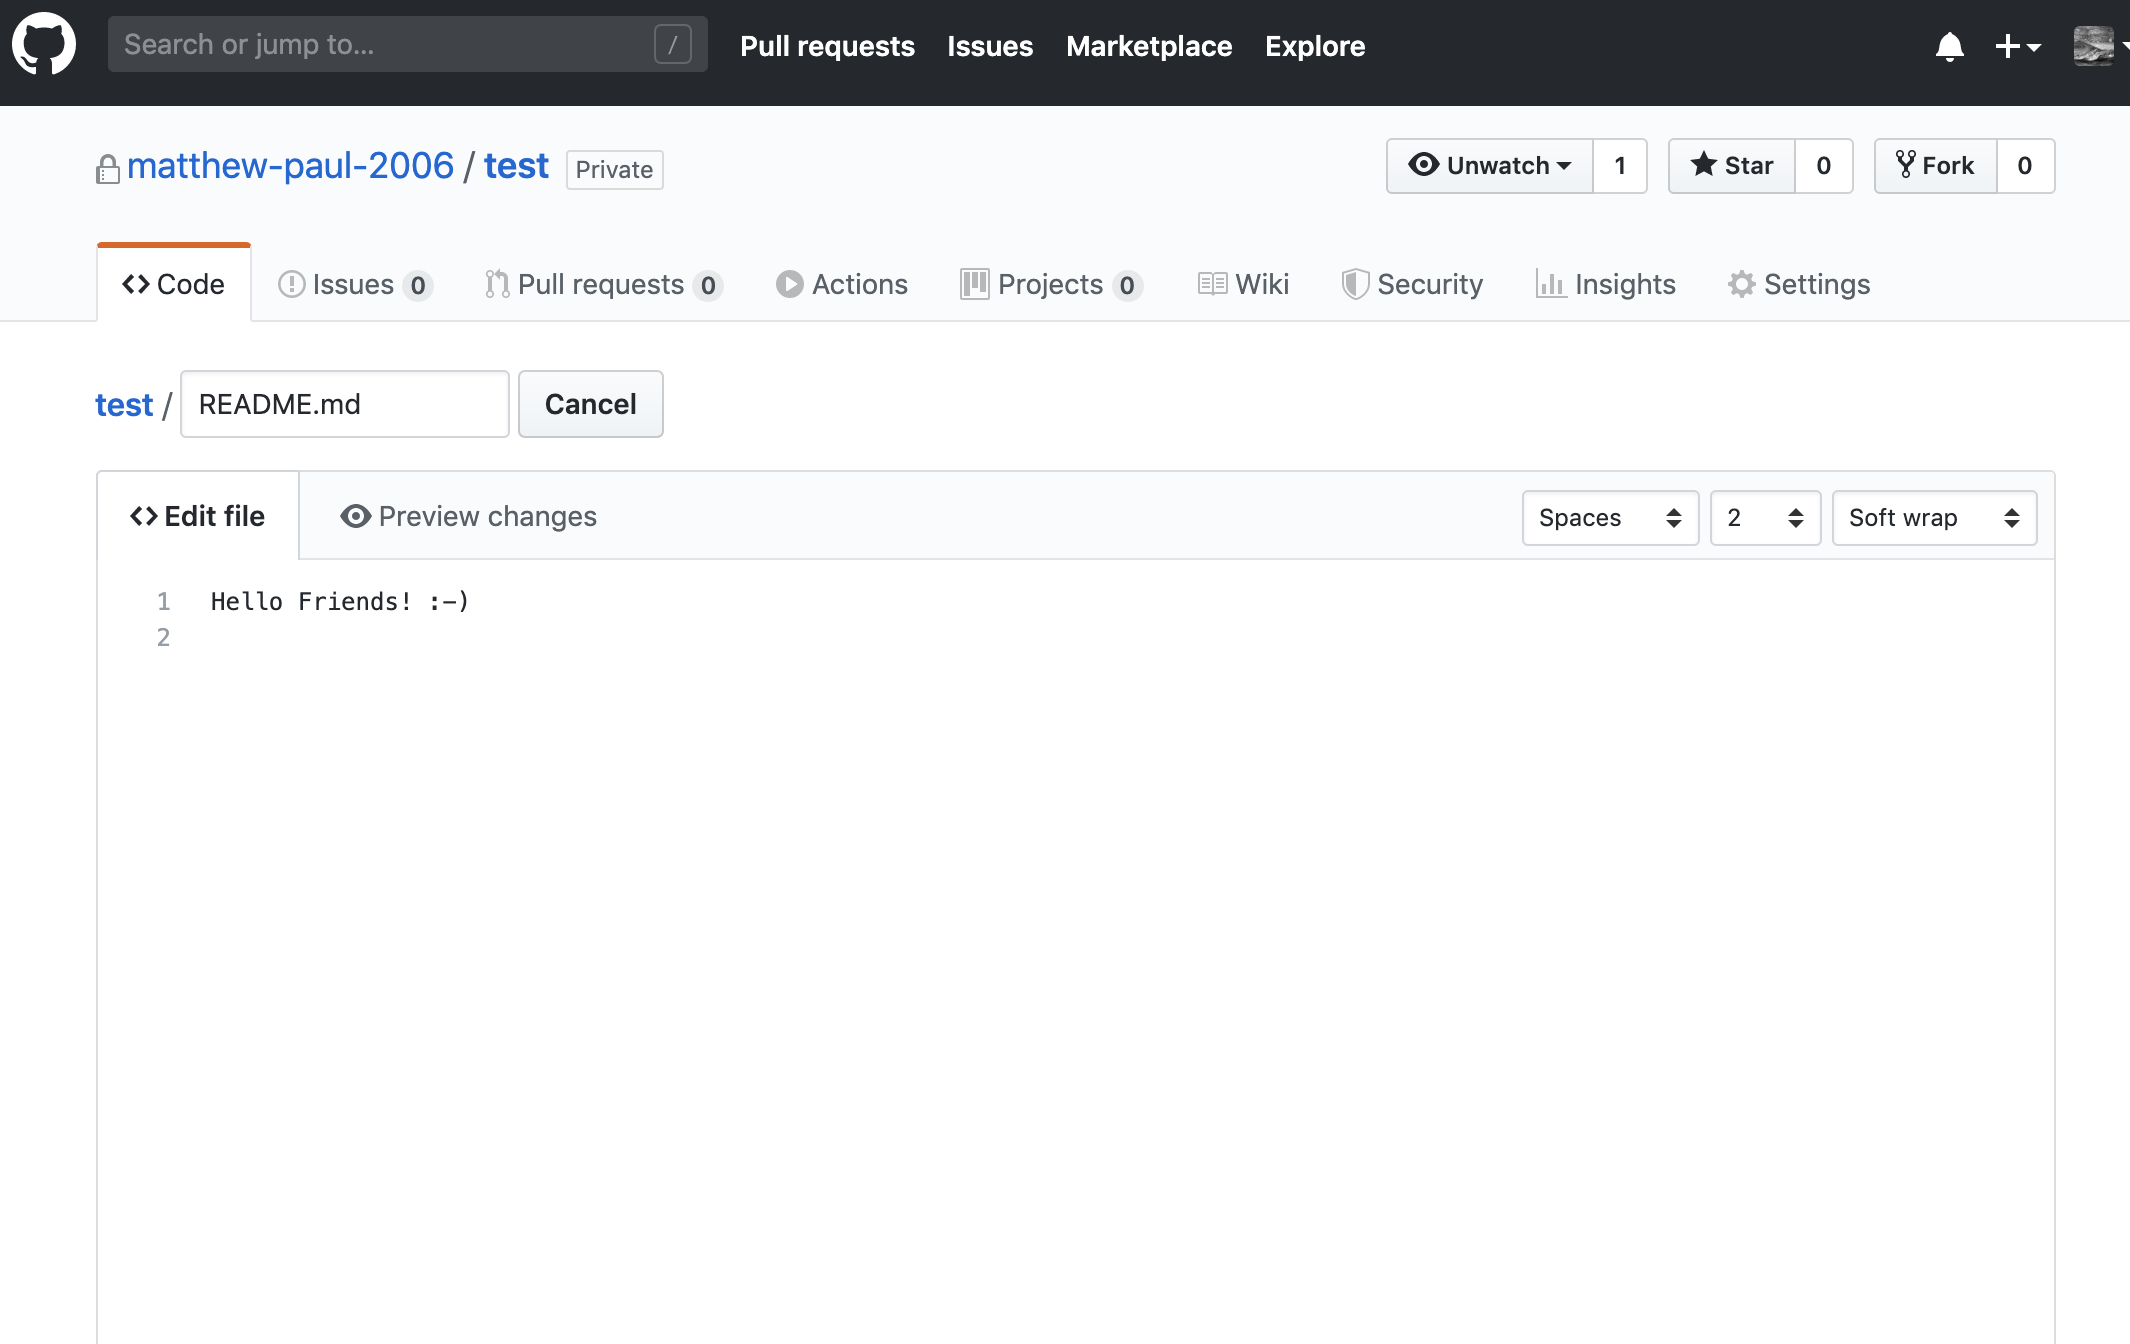 Search or jump to... /
Pull requests Issues Marketplace Explore
matthew-paul-2006 / test Private
Unwatch 1 Star 0 Fork 0
Code Issues 0 Pull requests 0 Actions Projects 0 Wiki Security Insights Settings
test / README.md Cancel
Edit file Preview changes Spaces 2 Soft wrap
1 Hello Friends! :-)
2